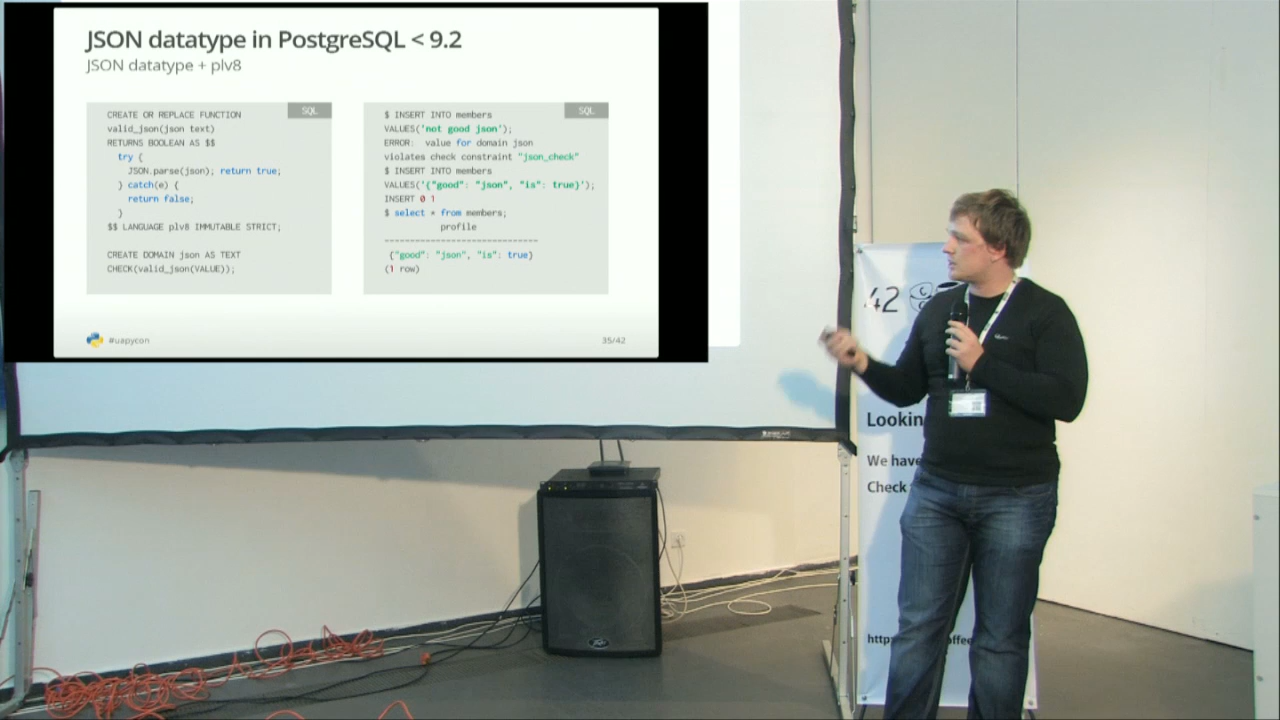 JSON datatype in PostgreSQL < 9.2
JSON datatype + plv8
SQL
CREATE OR REPLACE FUNCTION
valid_json(json text)
RETURNS BOOLEAN AS $$
try {
JSON.parse(json); return true;
} catch(e) {
return false;
}
$$ LANGUAGE plv8 IMMUTABLE STRICT;
CREATE DOMAIN json AS TEXT
CHECK(valid_json(VALUE));
SQL
$ INSERT INTO members
VALUES('not good json');
ERROR: value for domain json
violates check constraint "json_check"
$ INSERT INTO members
VALUES('{"good": "json", "is": true}');
INSERT 0 1
$ select * from members;
profile
------------------------------
{"good": "json", "is": true}
(1 row)
#uapycon
35/42
42
Lookin
We have
Check
http
ffee